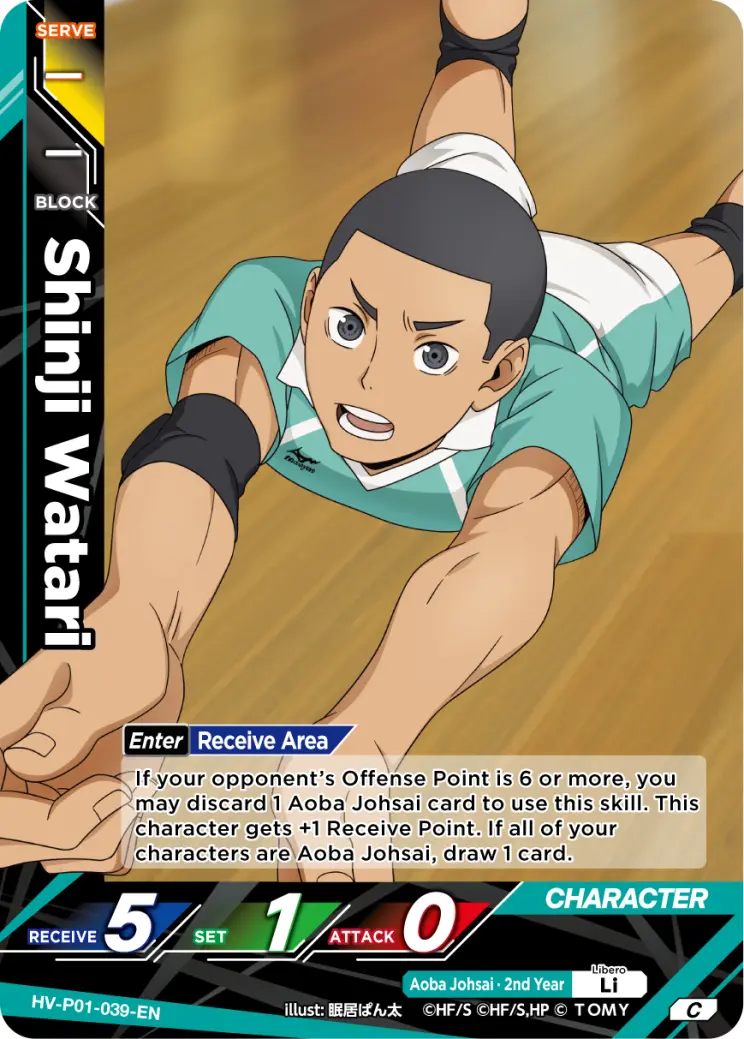 SERVE
–
–
BLOCK
Shinji Watari
Enter Receive Area
If your opponent's Offense Point is 6 or more, you
may discard 1 Aoba Johsai card to use this skill. This
character gets +1 Receive Point. If all of your
characters are Aoba Johsai, draw 1 card.
CHARACTER
RECEIVE 5 SET 1 ATTACK 0
Libero
Aoba Johsai · 2nd Year Li
HV-P01-039-EN
illust: 眠居ぱん太 ©HF/S ©HF/S,HP © TOMY
C